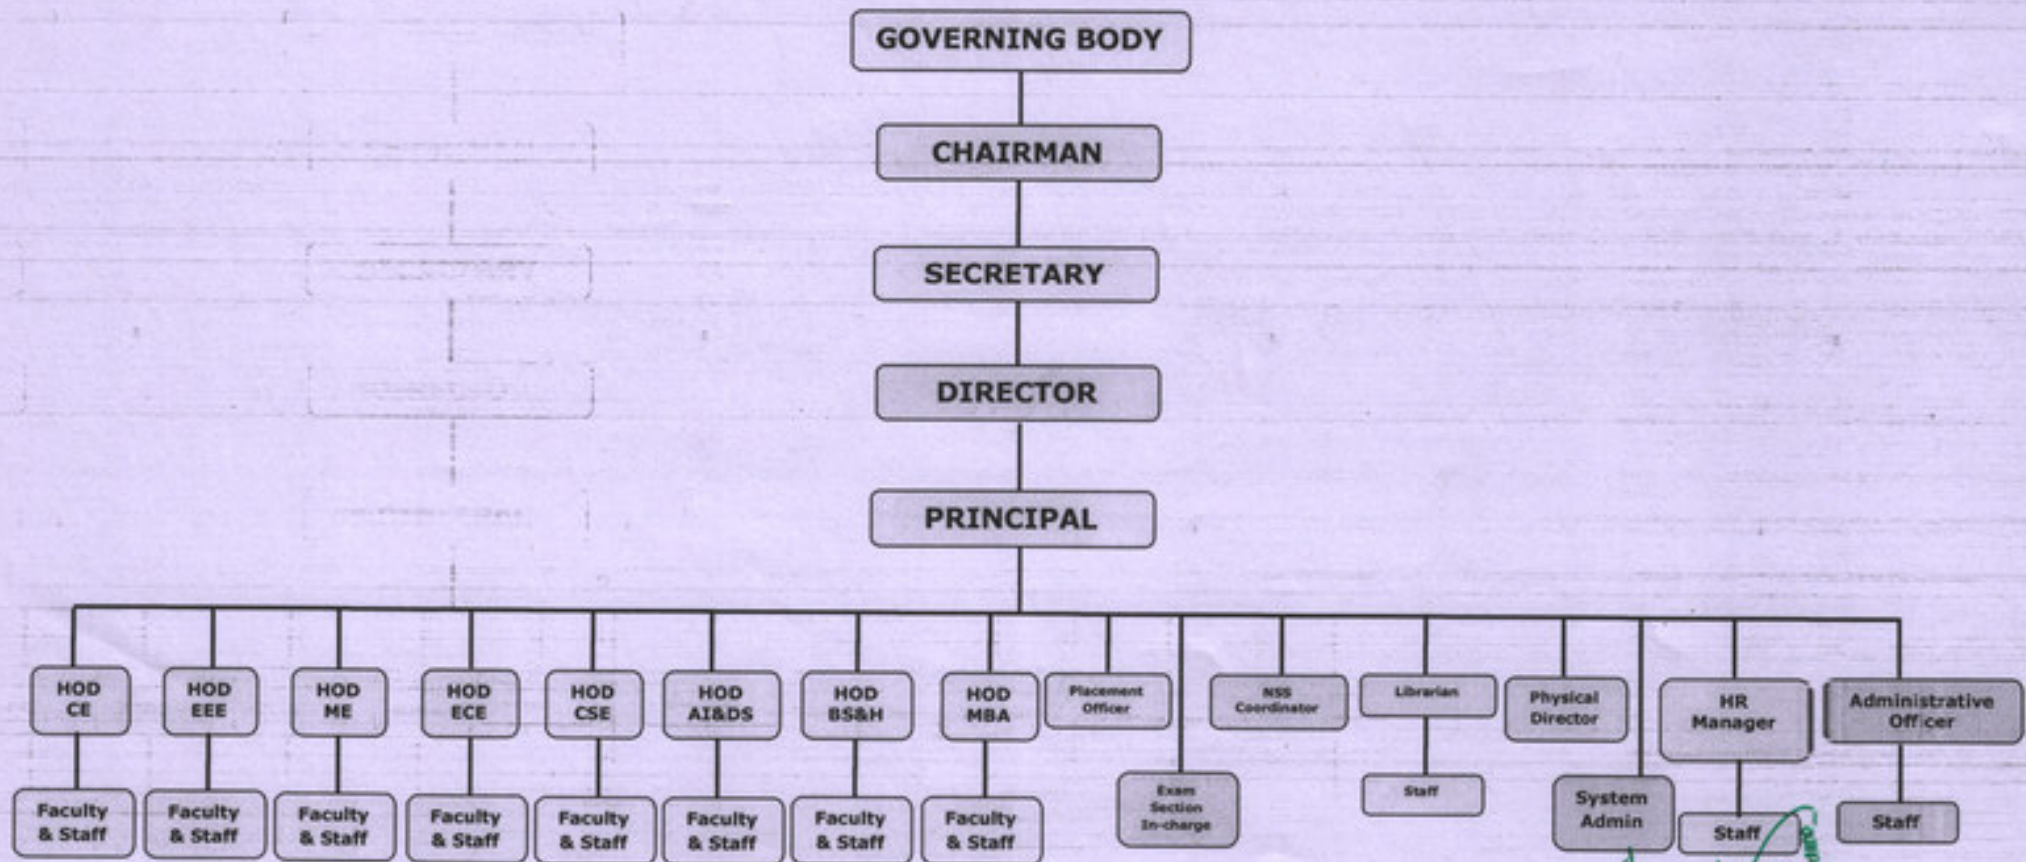 GOVERNING BODY
CHAIRMAN
SECRETARY
DIRECTOR
PRINCIPAL
HOD
CE
HOD
EEE
HOD
ME
HOD
ECE
HOD
CSE
HOD
AI&DS
HOD
BS&H
HOD
MBA
Placement
Officer
NSS
Coordinator
Librarian
Physical
Director
HR
Manager
Administrative
Officer
Faculty
& Staff
Faculty
& Staff
Faculty
& Staff
Faculty
& Staff
Faculty
& Staff
Faculty
& Staff
Faculty
& Staff
Faculty
& Staff
Exam
Section
In-charge
Staff
System
Admin
Staff
Staff